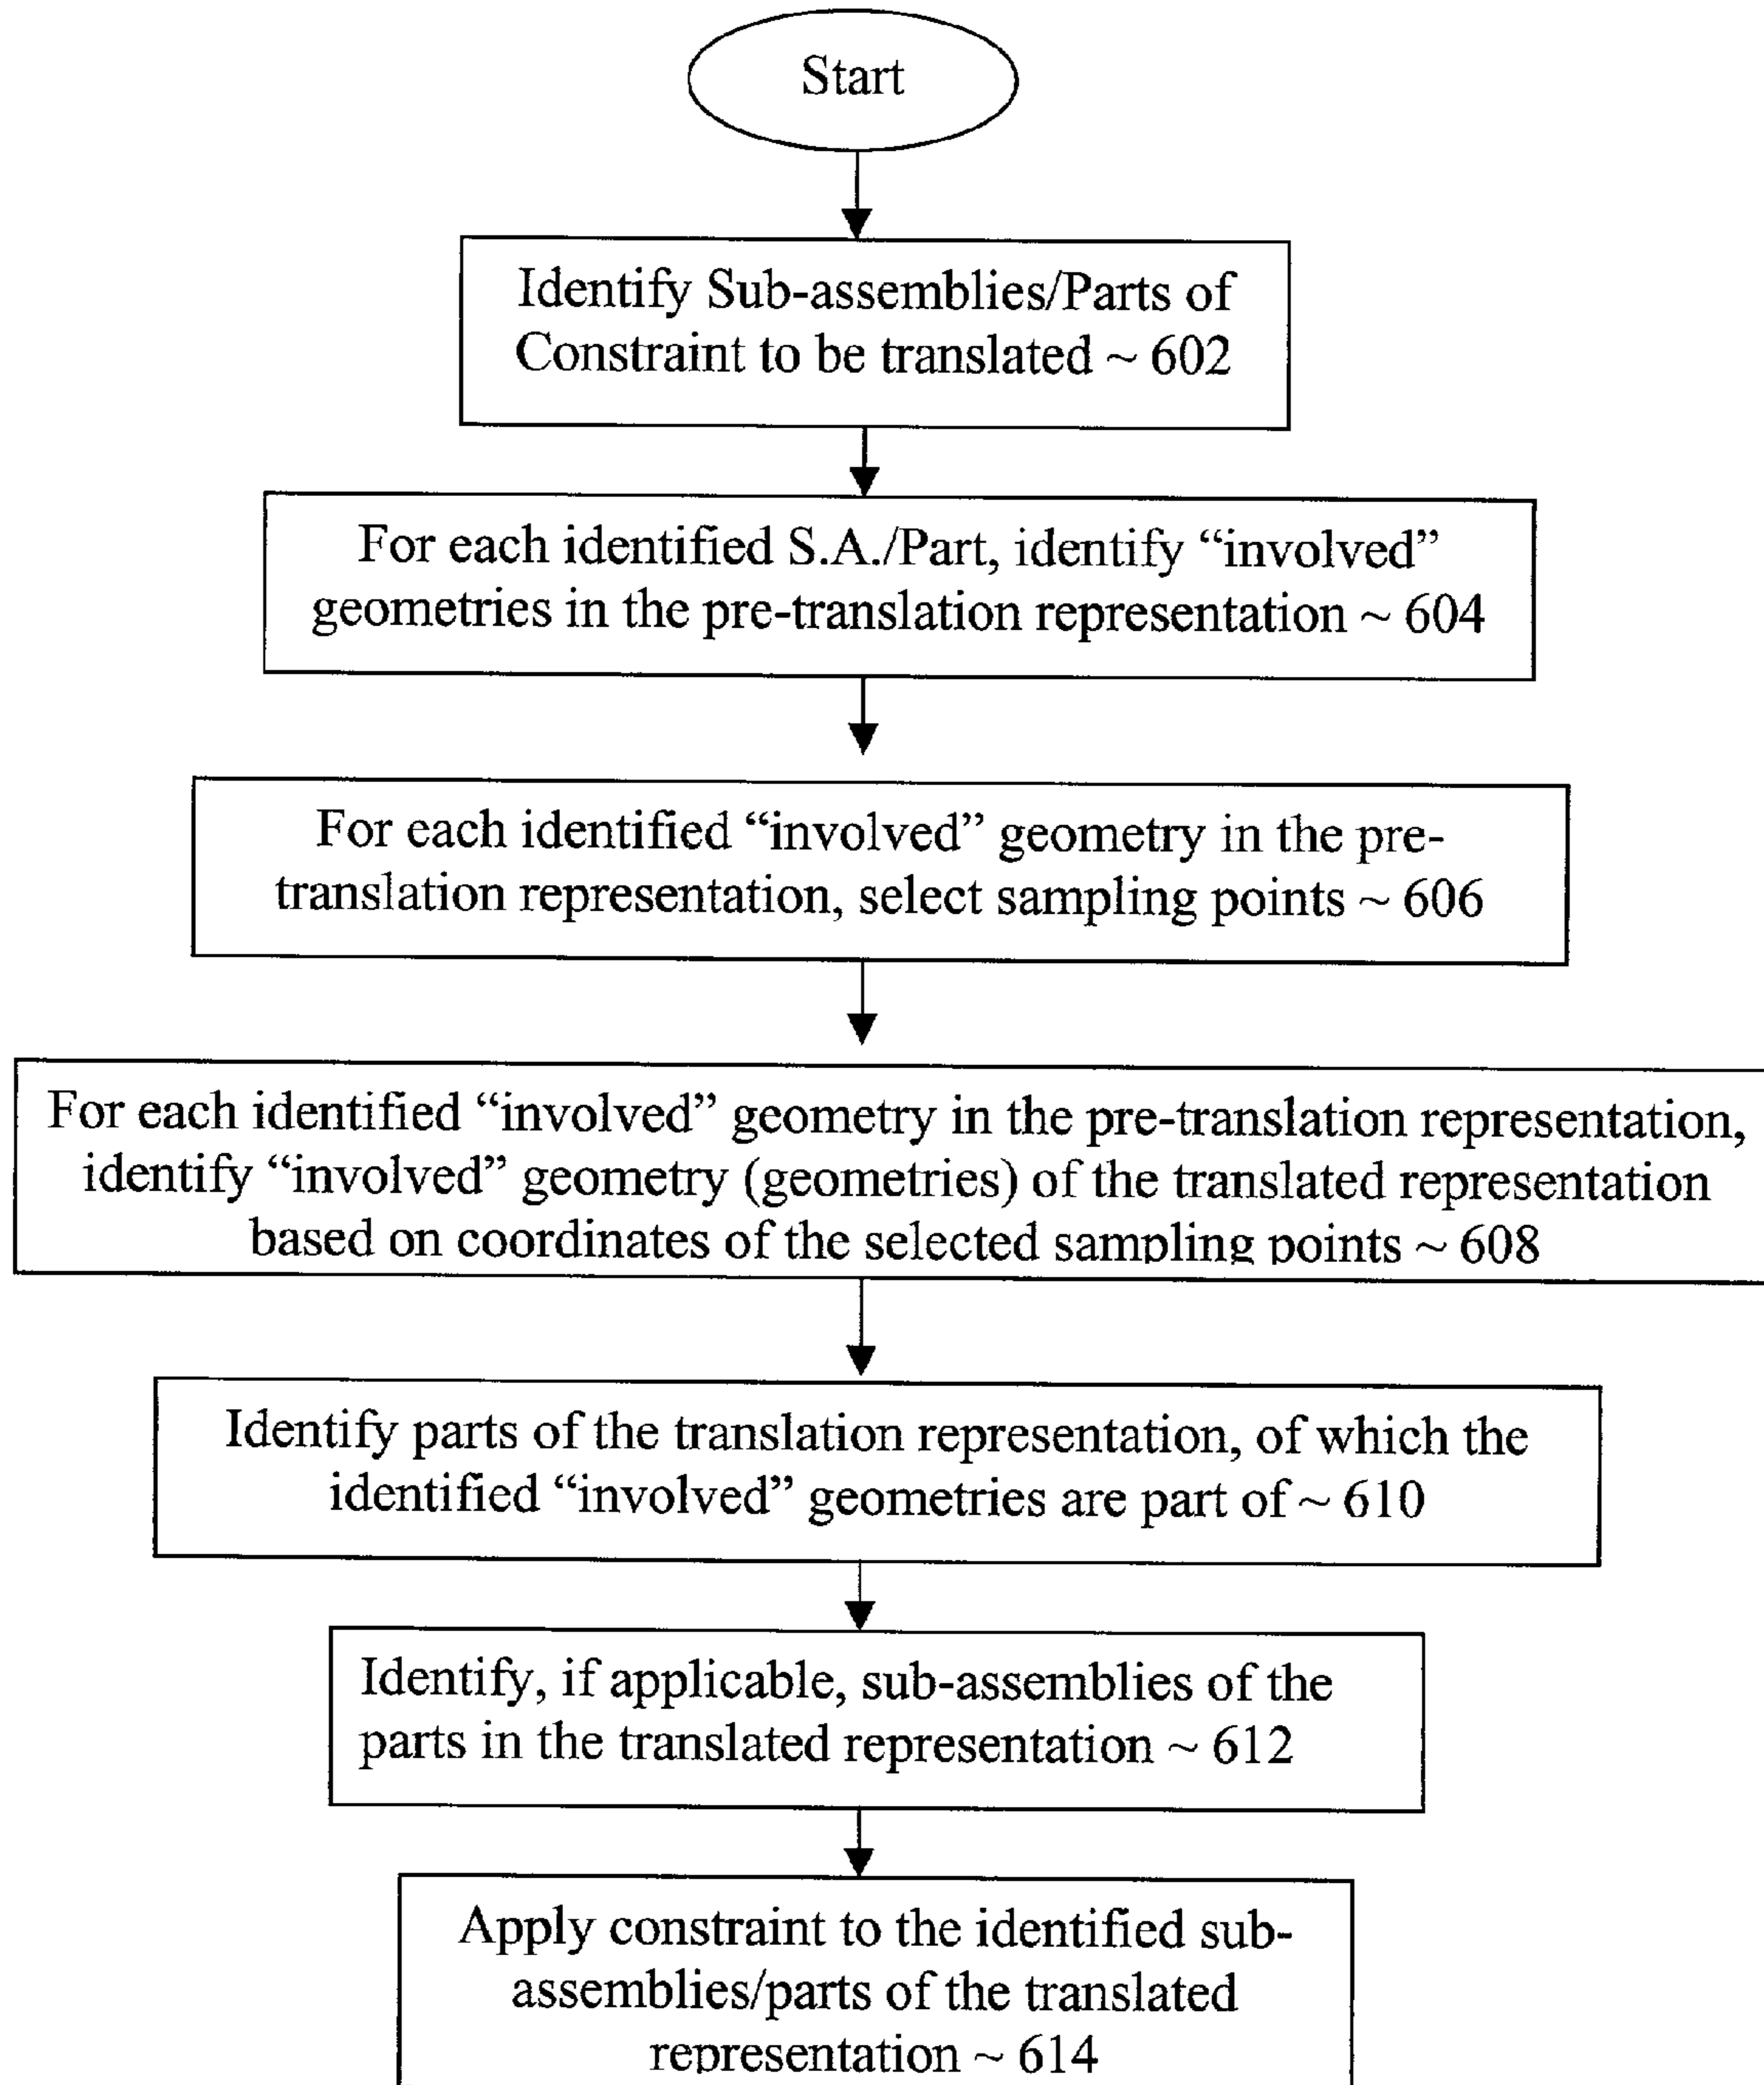 Start
Identify Sub-assemblies/Parts of
Constraint to be translated ~ 602
For each identified S.A./Part, identify “involved”
geometries in the pre-translation representation ~ 604
For each identified “involved” geometry in the pre-
translation representation, select sampling points ~ 606
For each identified “involved” geometry in the pre-translation representation,
identify “involved” geometry (geometries) of the translated representation
based on coordinates of the selected sampling points ~ 608
Identify parts of the translation representation, of which the
identified “involved” geometries are part of ~ 610
Identify, if applicable, sub-assemblies of the
parts in the translated representation ~ 612
Apply constraint to the identified sub-
assemblies/parts of the translated
representation ~ 614